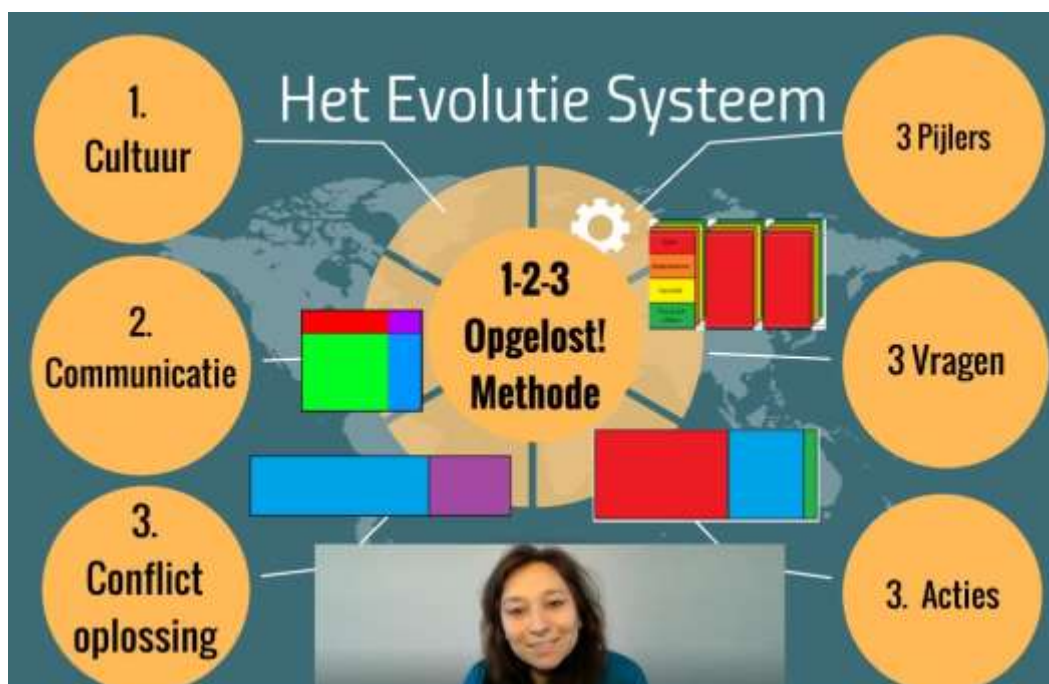 Het Evolutie Systeem
1.
Cultuur
2.
Communicatie
3.
Conflict
oplossing
1-2-3
Opgelost!
Methode
3 Pijlers
3 Vragen
3. Acties